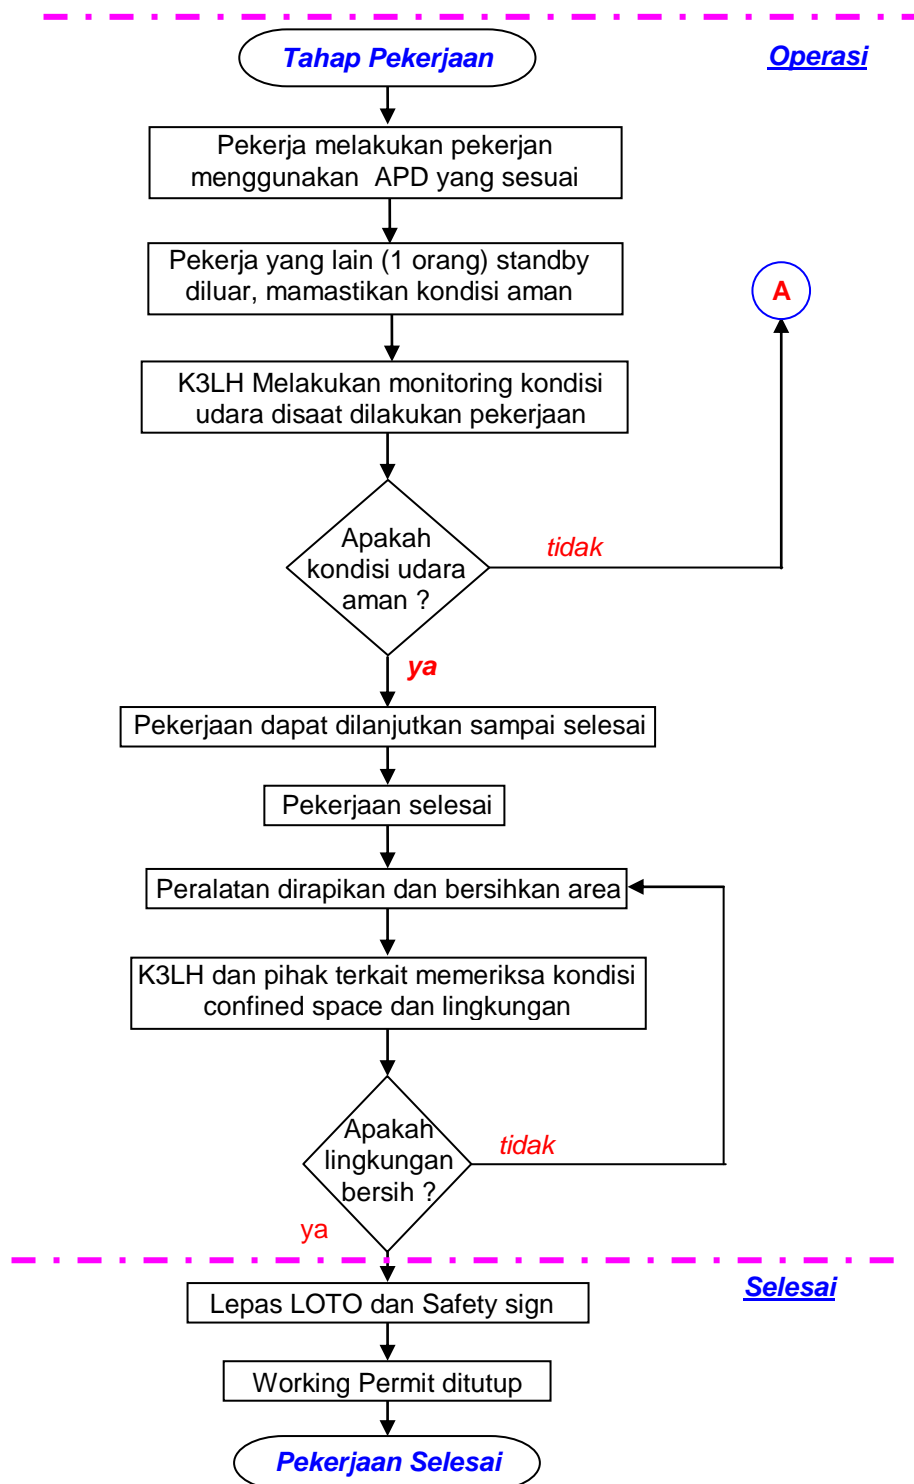 Tahap Pekerjaan
Operasi
Pekerja melakukan pekerjan
menggunakan APD yang sesuai
Pekerja yang lain (1 orang) standby
diluar, mamastikan kondisi aman
A
K3LH Melakukan monitoring kondisi
udara disaat dilakukan pekerjaan
Apakah
kondisi udara
aman ?
tidak
ya
Pekerjaan dapat dilanjutkan sampai selesai
Pekerjaan selesai
Peralatan dirapikan dan bersihkan area
K3LH dan pihak terkait memeriksa kondisi
confined space dan lingkungan
Apakah
lingkungan
bersih ?
tidak
ya
Selesai
Lepas LOTO dan Safety sign
Working Permit ditutup
Pekerjaan Selesai